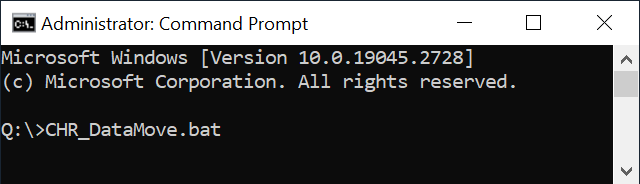 Administrator: Command Prompt
Microsoft Windows [Version 10.0.19045.2728]
(c) Microsoft Corporation. All rights reserved.
Q:\>CHR_DataMove.bat